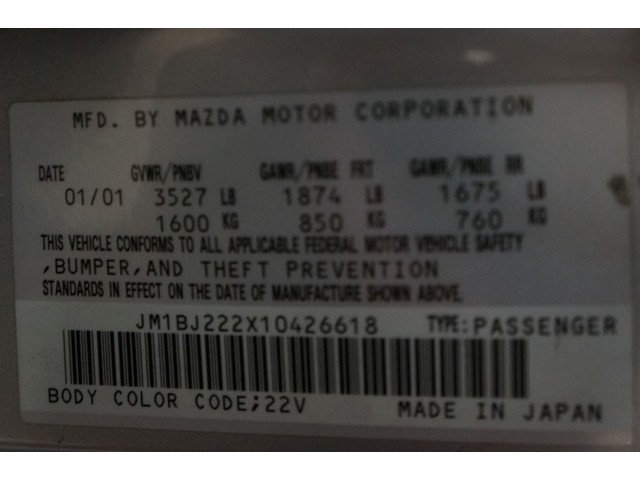 MFD. BY MAZDA MOTOR CORPORATION
DATE GVWR/PNBV GAWR/PNBE FRT GAWR/PNBE RR
01/01 3527 LB 1874 LB 1675 LB
1600 KG 850 KG 760 KG
THIS VEHICLE CONFORMS TO ALL APPLICABLE FEDERAL MOTOR VEHICLE SAFETY
,BUMPER,AND THEFT PREVENTION
STANDARDS IN EFFECT ON THE DATE OF MANUFACTURE SHOWN ABOVE.
JM1BJ222X10426618 TYPE:PASSENGER
BODY COLOR CODE;22V MADE IN JAPAN